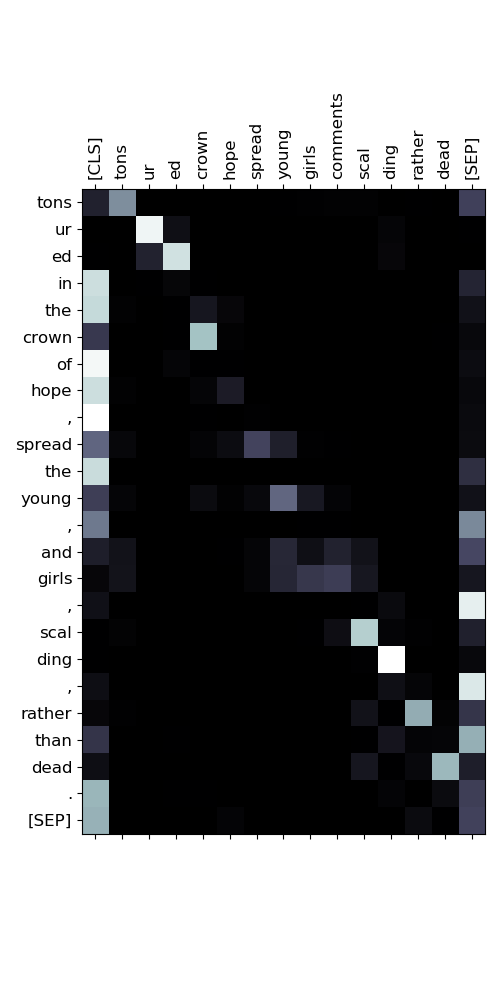 [CLS] tons ur ed crown hope spread young girls comments scal ding rather dead [SEP]
tons
ur
ed
in
the
crown
of
hope
,
spread
the
young
,
and
girls
,
scal
ding
,
rather
than
dead
.
[SEP]